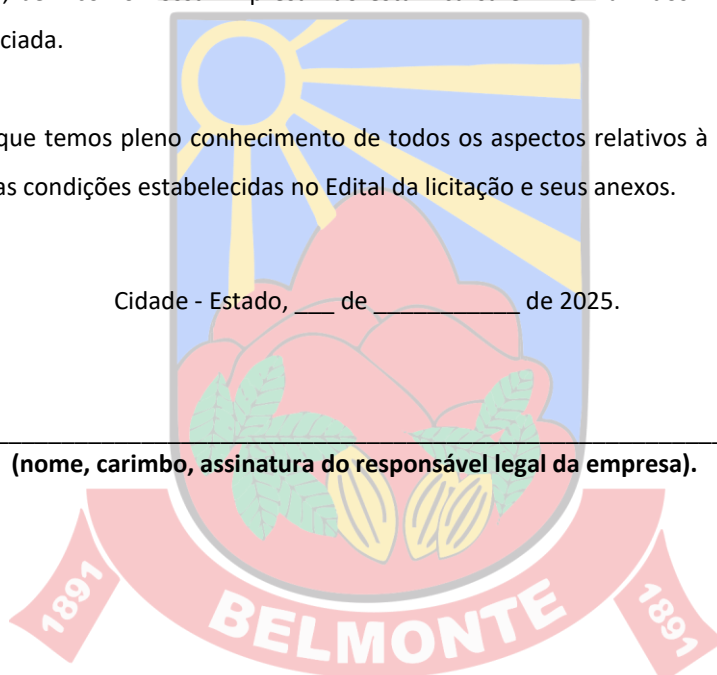 ciada.
que temos pleno conhecimento de todos os aspectos relativos à
as condições estabelecidas no Edital da licitação e seus anexos.
Cidade - Estado, ___ de ___________ de 2025.
(nome, carimbo, assinatura do responsável legal da empresa).
1891
BELMONTE
1891